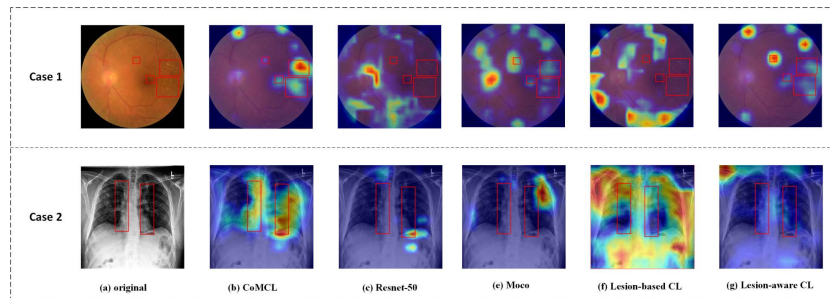 Case 1
Case 2
L L L L L L
(a) original (b) CoMCL (c) Resnet-50 (e) Moco (f) Lesion-based CL (g) Lesion-aware CL